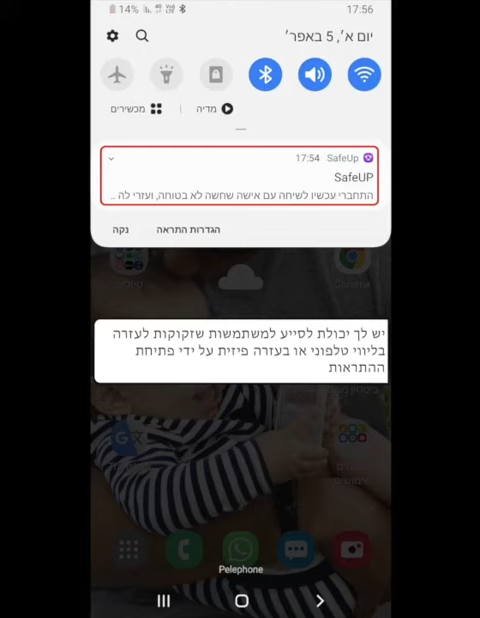 14% 17:56
יום א׳, 5 באפר׳
מדיה | מכשירים
SafeUp 17:54
SafeUP
התחברי עכשיו לשיחה עם אישה שחשה לא בטוחה, ועזרי לה ..
הגדרות התראה נקה
יש לך יכולת לסייע למשתמשות שזקוקות לעזרה
בליווי טלפוני או בעזרה פיזית על ידי פתיחת
ההתראות
Pelephone